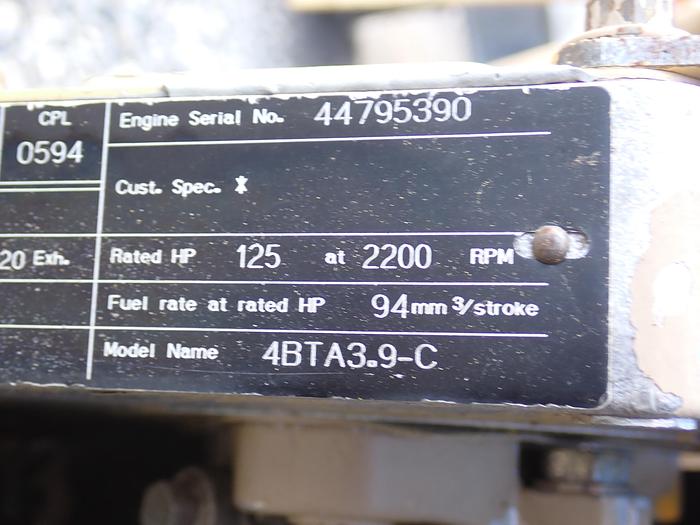 CPL
0594
Engine Serial No. 44795390
Cust. Spec. *
20 Exh.
Rated HP 125 at 2200 RPM
Fuel rate at rated HP 94mm³/stroke
Model Name 4BTA3.9-C